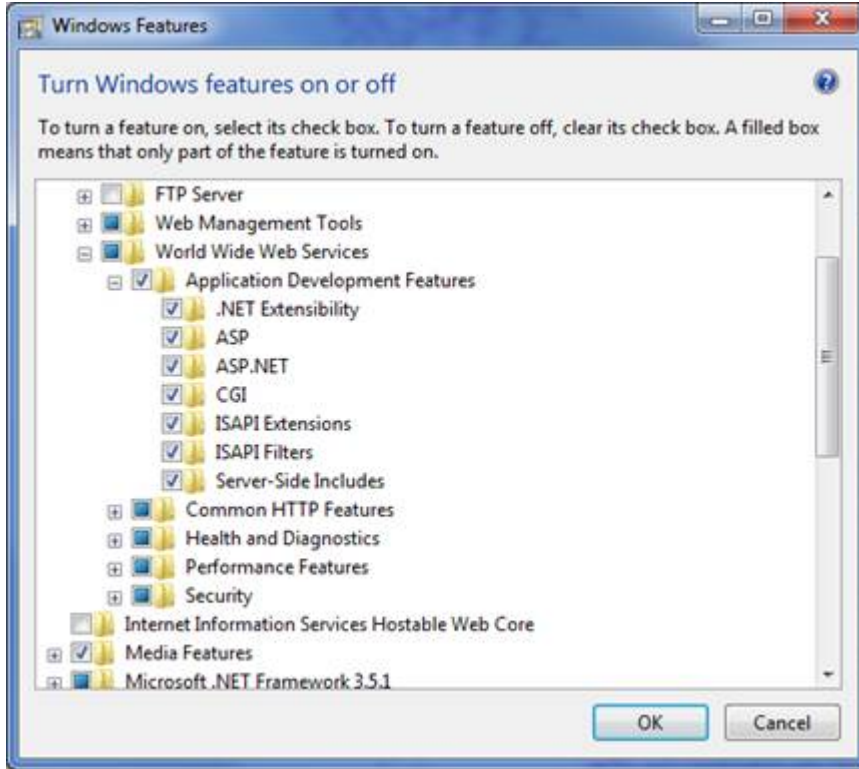 Windows Features
Turn Windows features on or off
To turn a feature on, select its check box. To turn a feature off, clear its check box. A filled box
means that only part of the feature is turned on.
FTP Server
Web Management Tools
World Wide Web Services
Application Development Features
.NET Extensibility
ASP
ASP.NET
CGI
ISAPI Extensions
ISAPI Filters
Server-Side Includes
Common HTTP Features
Health and Diagnostics
Performance Features
Security
Internet Information Services Hostable Web Core
Media Features
Microsoft .NET Framework 3.5.1
OK Cancel